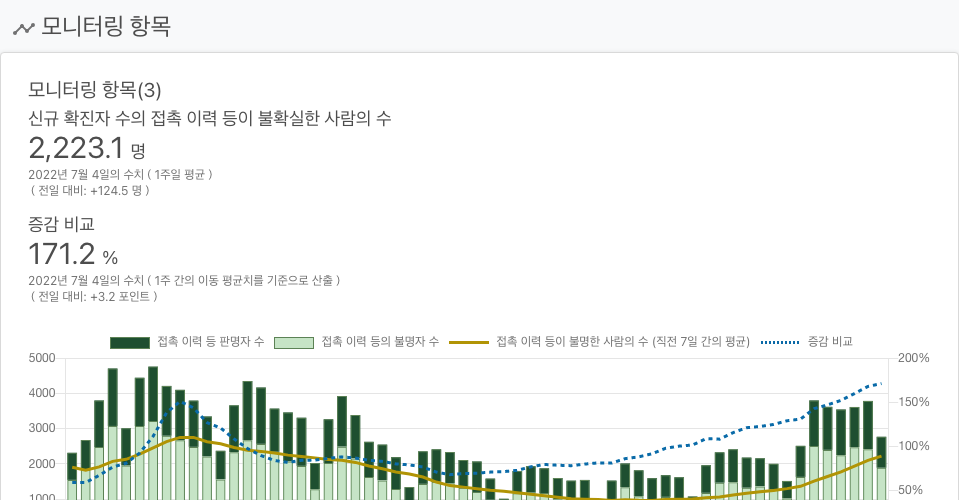 모니터링 항목
모니터링 항목(3)
신규 확진자 수의 접촉 이력 등이 불확실한 사람의 수
2,223.1 명
2022년 7월 4일의 수치 ( 1주일 평균 )
( 전일 대비: +124.5 명 )
증감 비교
171.2 %
2022년 7월 4일의 수치 ( 1주 간의 이동 평균치를 기준으로 산출 )
( 전일 대비: +3.2 포인트 )
접촉 이력 등 판명자 수 접촉 이력 등의 불명자 수 접촉 이력 등이 불명한 사람의 수 (직전 7일 간의 평균) 증감 비교
5000 200%
4000 150%
3000 100%
2000 50%
1000